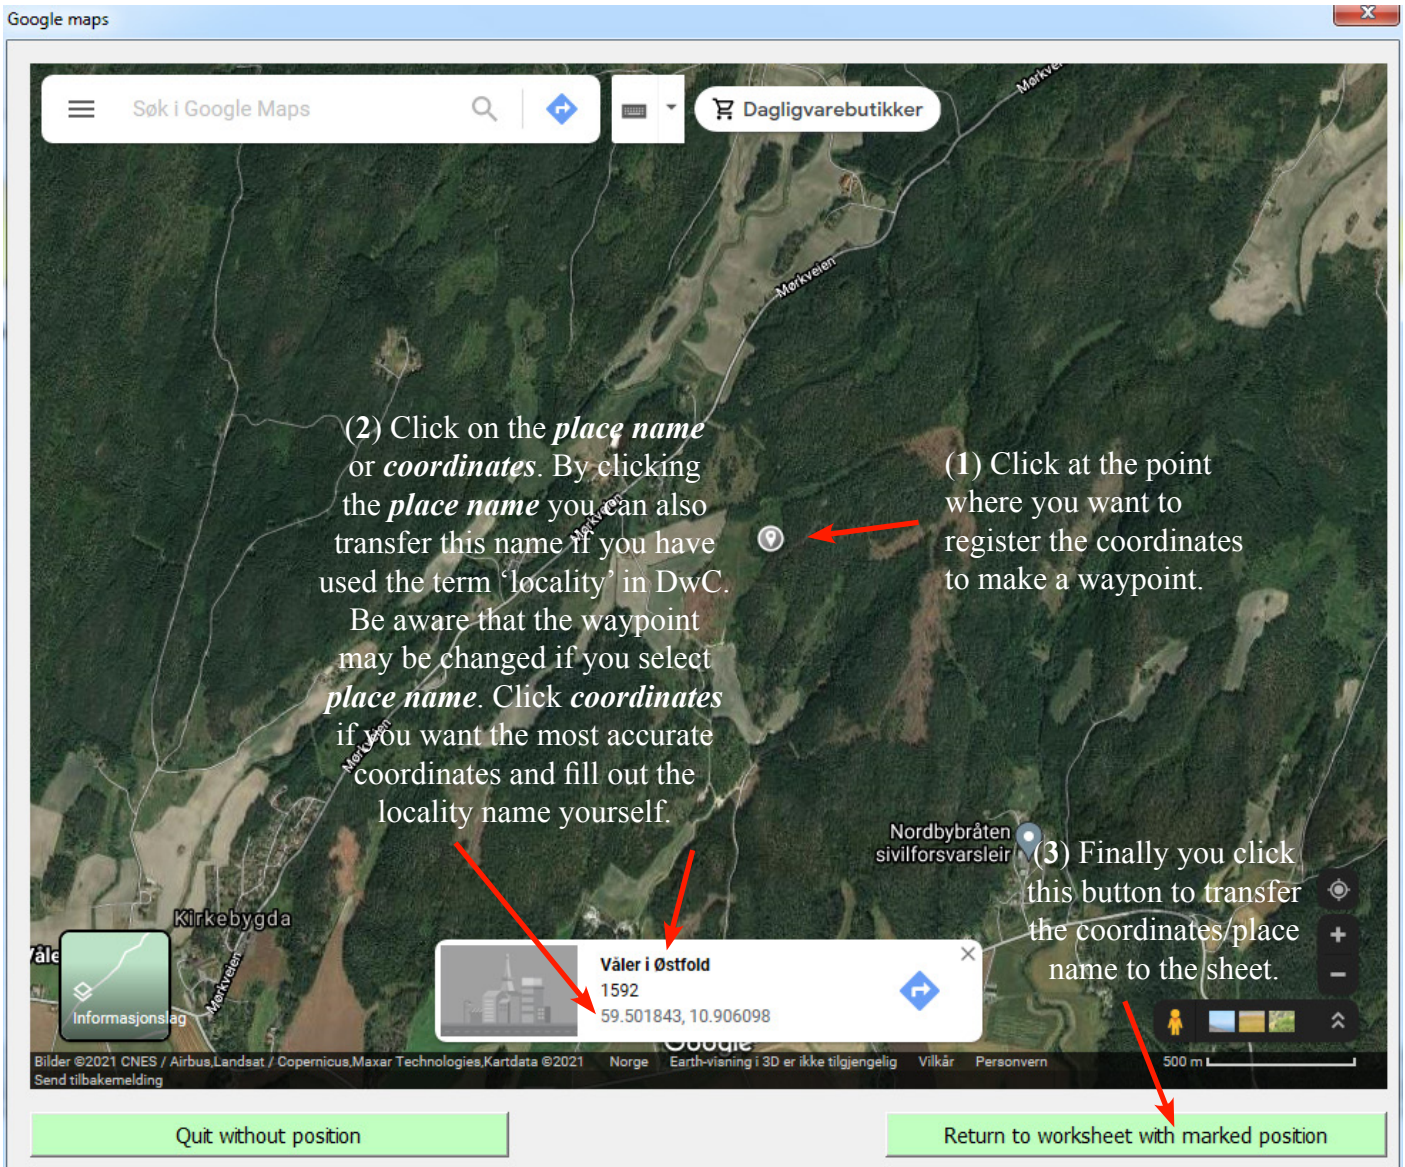 Google maps
x
Søk i Google Maps
Dagligvarebutikker
Mørkveien
Mørkveien
(2) Click on the place name
or coordinates. By clicking
the place name you can also
transfer this name if you have
used the term ‘locality’ in DwC.
Be aware that the waypoint
may be changed if you select
place name. Click coordinates
if you want the most accurate
coordinates and fill out the
locality name yourself.
(1) Click at the point
where you want to
register the coordinates
to make a waypoint.
Mørkveien
Mørkveien
Nordbybråten
sivilforsvarsleir
(3) Finally you click
this button to transfer
the coordinates/place
name to the sheet.
Kirkebygda
Våle
Mørkveien
Informasjonslag
Våler i Østfold
1592
59.501843, 10.906098
Google
Bilder ©2021 CNES / Airbus,Landsat / Copernicus,Maxar Technologies,Kartdata ©2021 Norge Earth-visning i 3D er ikke tilgjengelig Vilkår Personvern 500 m
Send tilbakemelding
Quit without position
Return to worksheet with marked position